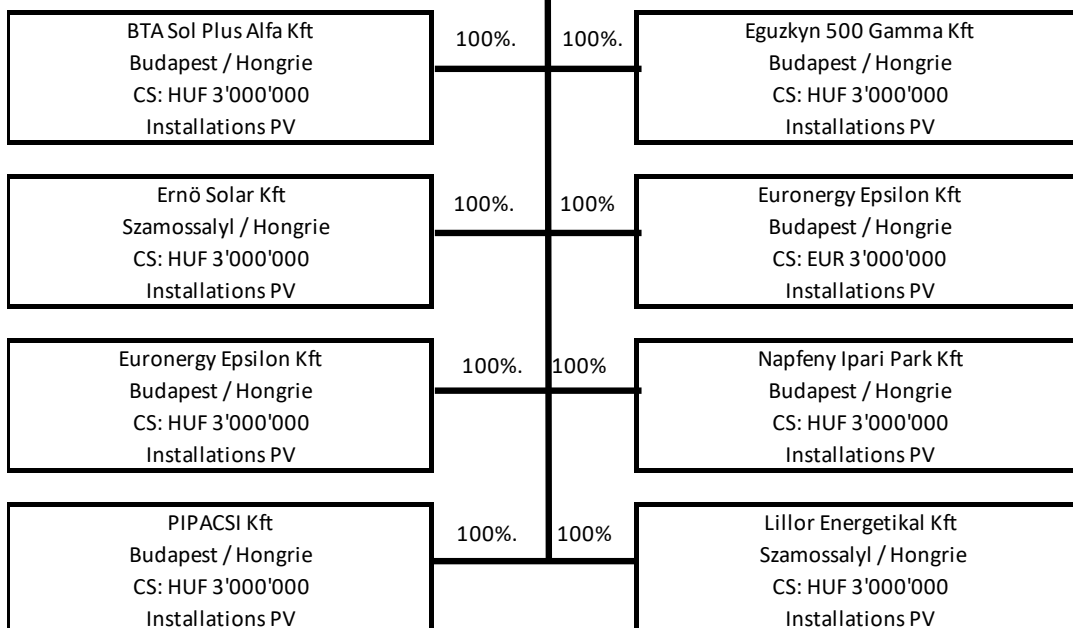 BTA Sol Plus Alfa Kft
Budapest / Hongrie
CS: HUF 3'000'000
Installations PV
100%.
100%.
Eguzkyn 500 Gamma Kft
Budapest / Hongrie
CS: HUF 3'000'000
Installations PV
Ernö Solar Kft
Szamossalyl / Hongrie
CS: HUF 3'000'000
Installations PV
100%.
100%
Euronergy Epsilon Kft
Budapest / Hongrie
CS: EUR 3'000'000
Installations PV
Euronergy Epsilon Kft
Budapest / Hongrie
CS: HUF 3'000'000
Installations PV
100%.
100%
Napfeny Ipari Park Kft
Budapest / Hongrie
CS: HUF 3'000'000
Installations PV
PIPACSI Kft
Budapest / Hongrie
CS: HUF 3'000'000
Installations PV
100%.
100%
Lillor Energetikal Kft
Szamossalyl / Hongrie
CS: HUF 3'000'000
Installations PV